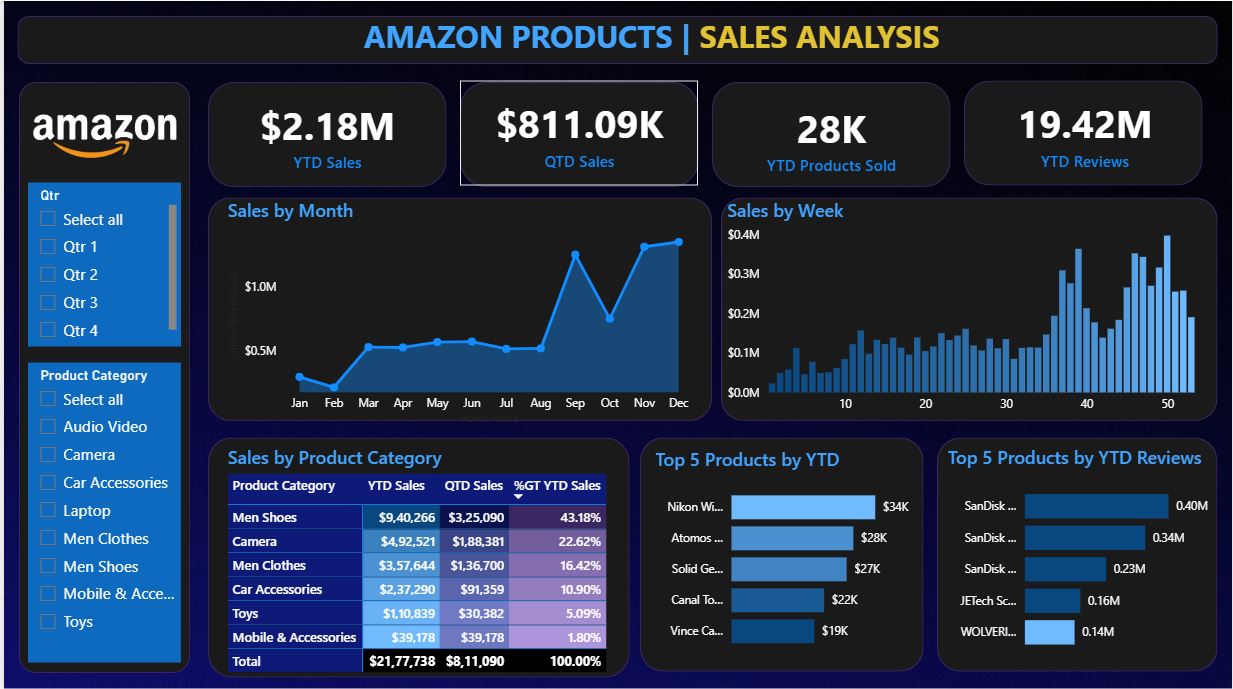 AMAZON PRODUCTS | SALES ANALYSIS
amazon
$2.18M
YTD Sales
$811.09K
QTD Sales
28K
YTD Products Sold
19.42M
YTD Reviews
Qtr
Select all
Qtr 1
Qtr 2
Qtr 3
Qtr 4
Product Category
Select all
Audio Video
Camera
Car Accessories
Laptop
Men Clothes
Men Shoes
Mobile & Acce...
Toys
Sales by Month
$1.0M
$0.5M
Jan Feb Mar Apr May Jun Jul Aug Sep Oct Nov Dec
Sales by Week
$0.4M
$0.3M
$0.2M
$0.1M
$0.0M
10 20 30 40 50
Sales by Product Category
Product Category YTD Sales QTD Sales %GT YTD Sales
Men Shoes $9,40,266 $3,25,090 43.18%
Camera $4,92,521 $1,88,381 22.62%
Men Clothes $3,57,644 $1,36,700 16.42%
Car Accessories $2,37,290 $91,359 10.90%
Toys $1,10,839 $30,382 5.09%
Mobile & Accessories $39,178 $39,178 1.80%
Total $21,77,738 $8,11,090 100.00%
Top 5 Products by YTD
Nikon Wi... $34K
Atomos ... $28K
Solid Ge... $27K
Canal To... $22K
Vince Ca... $19K
Top 5 Products by YTD Reviews
SanDisk ... 0.40M
SanDisk ... 0.34M
SanDisk ... 0.23M
JETech Sc... 0.16M
WOLVERI... 0.14M